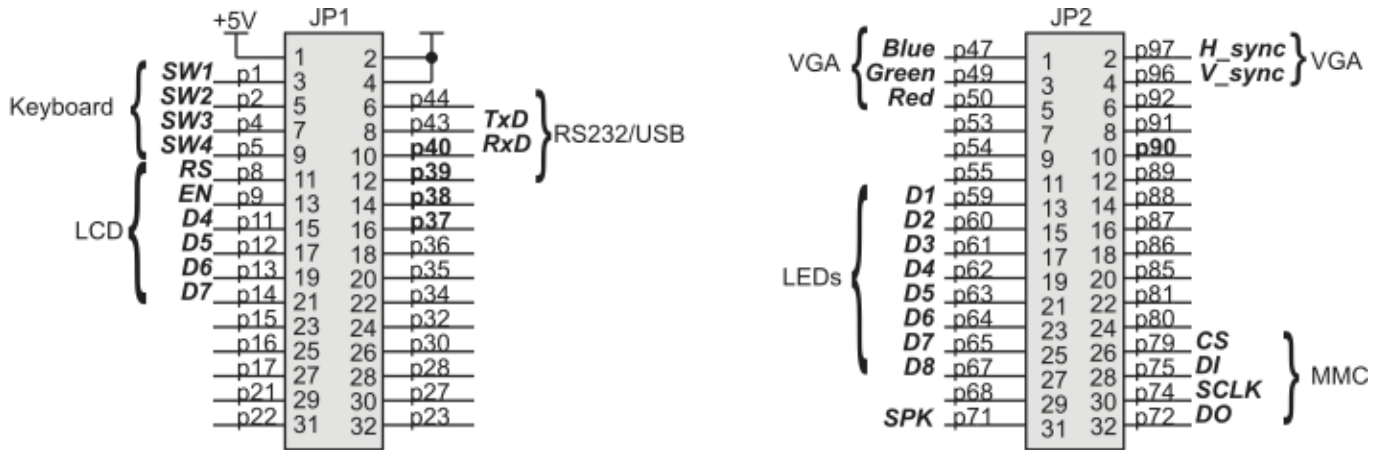 +5V JP1 JP2
1 2 Blue p47 1 2 p97 H_sync
Keyboard SW1 p1 3 4 VGA Green p49 3 4 p96 V_sync VGA
SW2 p2 5 6 p44 Red p50 5 6 p92
SW3 p4 7 8 p43 TxD RS232/USB p53 7 8 p91
SW4 p5 9 10 p40 RxD p54 9 10 p90
RS p8 11 12 p39 p55 11 12 p89
EN p9 13 14 p38 D1 p59 13 14 p88
LCD D4 p11 15 16 p37 D2 p60 15 16 p87
D5 p12 17 18 p36 D3 p61 17 18 p86
D6 p13 19 20 p35 LEDs D4 p62 19 20 p85
D7 p14 21 22 p34 D5 p63 21 22 p81
p15 23 24 p32 D6 p64 23 24 p80
p16 25 26 p30 D7 p65 25 26 p79 CS
p17 27 28 p28 D8 p67 27 28 p75 DI MMC
p21 29 30 p27 p68 29 30 p74 SCLK
p22 31 32 p23 SPK p71 31 32 p72 DO